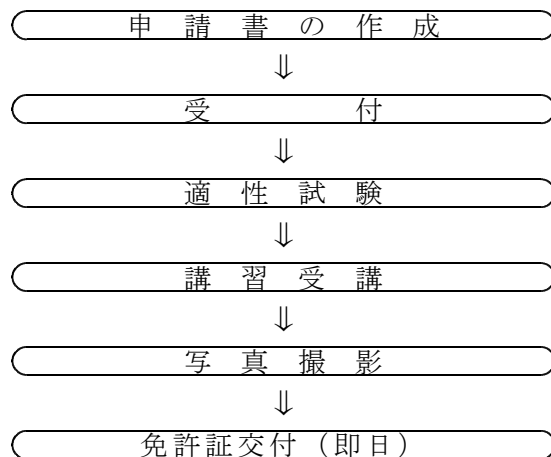 申請書の作成
⇓
受付
⇓
適性試験
⇓
講習受講
⇓
写真撮影
⇓
免許証交付（即日）